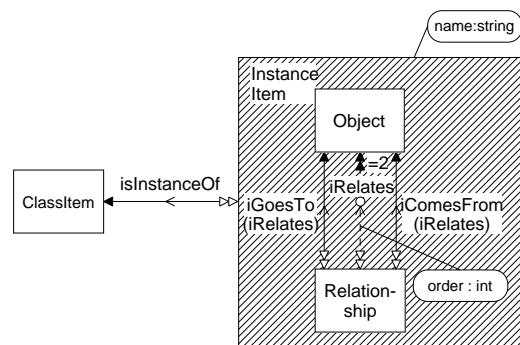 name:string
Instance
Item
Object
=2
isInstanceOf
iRelates
ClassItem
iGoesTo
(iRelates)
iComesFrom
(iRelates)
order : int
Relation-
ship